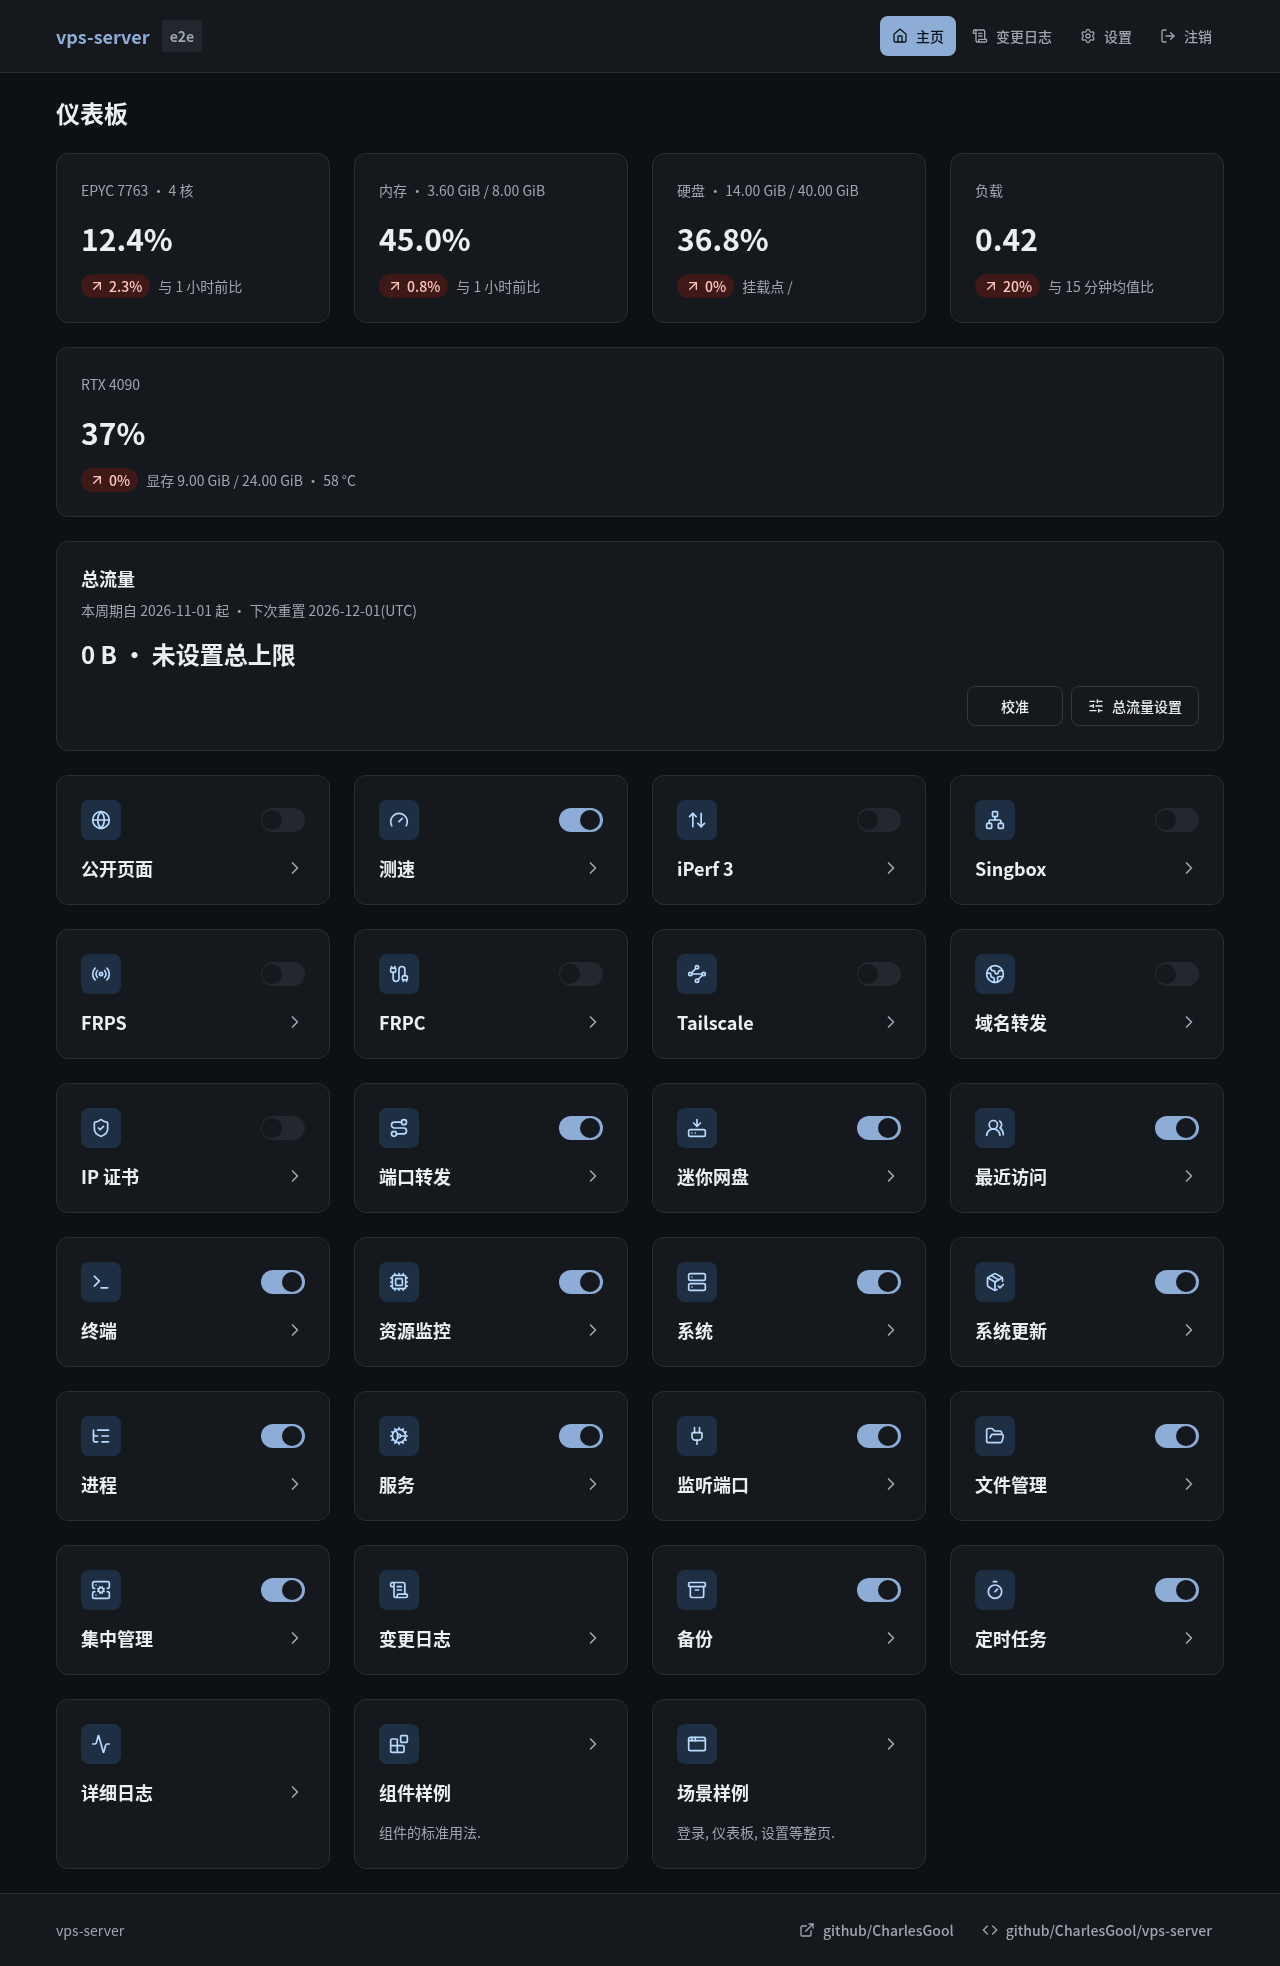 vps-server e2e 主页 变更日志 设置 注销
仪表板
EPYC 7763 · 4 核
12.4%
2.3% 与 1 小时前比
内存 · 3.60 GiB / 8.00 GiB
45.0%
0.8% 与 1 小时前比
硬盘 · 14.00 GiB / 40.00 GiB
36.8%
0% 挂载点 /
负载
0.42
20% 与 15 分钟均值比
RTX 4090
37%
0% 显存 9.00 GiB / 24.00 GiB · 58 °C
总流量
本周期自 2026-11-01 起 · 下次重置 2026-12-01(UTC)
0 B · 未设置总上限
校准 总流量设置
公开页面
测速
iPerf 3
Singbox
FRPS
FRPC
Tailscale
域名转发
IP 证书
端口转发
迷你网盘
最近访问
终端
资源监控
系统
系统更新
进程
服务
监听端口
文件管理
集中管理
变更日志
备份
定时任务
详细日志
组件样例
组件的标准用法.
场景样例
登录, 仪表板, 设置等整页.
vps-server github/CharlesGool github/CharlesGool/vps-server